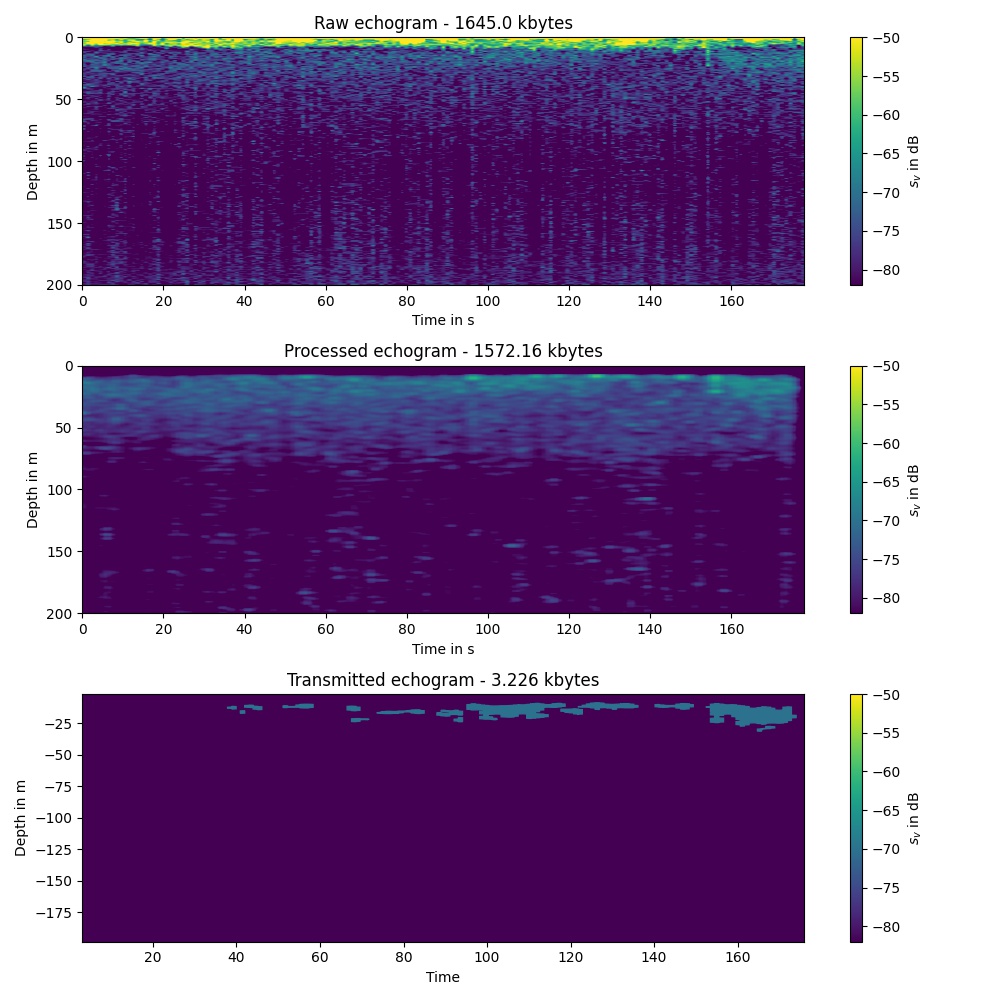 Raw echogram - 1645.0 kbytes
0
50
100
150
200
Depth in m
0 20 40 60 80 100 120 140 160
Time in s
−50
−55
−60
−65
−70
−75
−80
s_v in dB
Processed echogram - 1572.16 kbytes
0
50
100
150
200
Depth in m
0 20 40 60 80 100 120 140 160
Time in s
−50
−55
−60
−65
−70
−75
−80
s_v in dB
Transmitted echogram - 3.226 kbytes
−25
−50
−75
−100
−125
−150
−175
Depth in m
20 40 60 80 100 120 140 160
Time
−50
−55
−60
−65
−70
−75
−80
s_v in dB